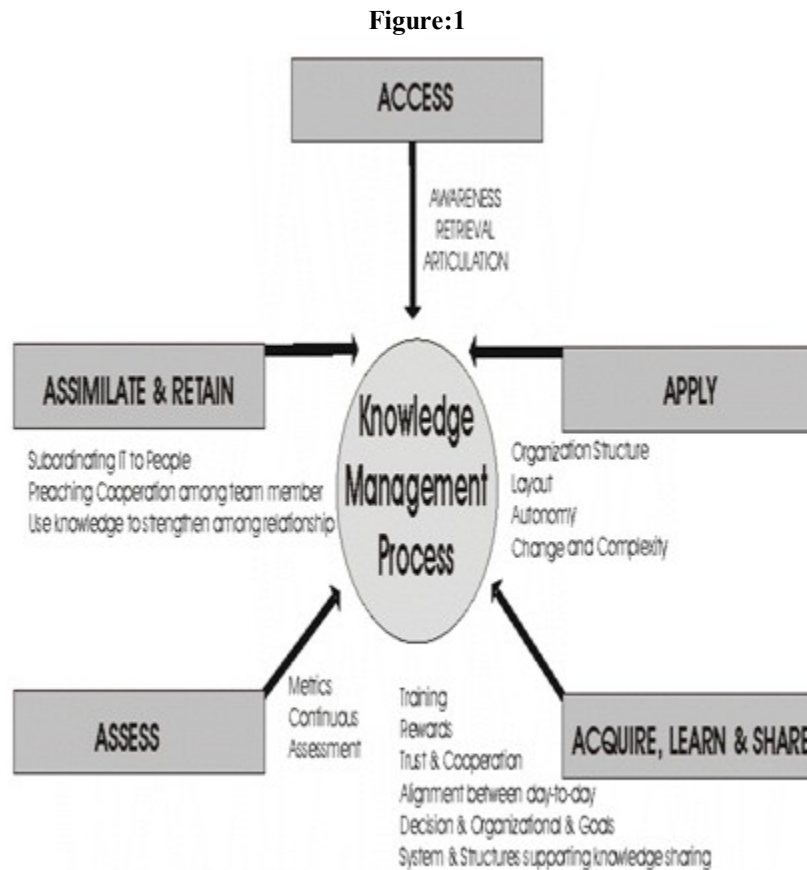 Figure:1
ACCESS
AWARENESS
RETRIEVAL
ARTICULATION
ASSIMILATE & RETAIN
Subordinating IT to People
Preaching Cooperation among team member
Use knowledge to strengthen among relationship
Knowledge
Management
Process
APPLY
Organization Structure
Layout
Autonomy
Change and Complexity
ASSESS
Metrics
Continuous
Assessment
Training
Rewards
Trust & Cooperation
Alignment between day-to-day
Decision & Organizational & Goals
System & Structures supporting knowledge sharing
ACQUIRE, LEARN & SHARE